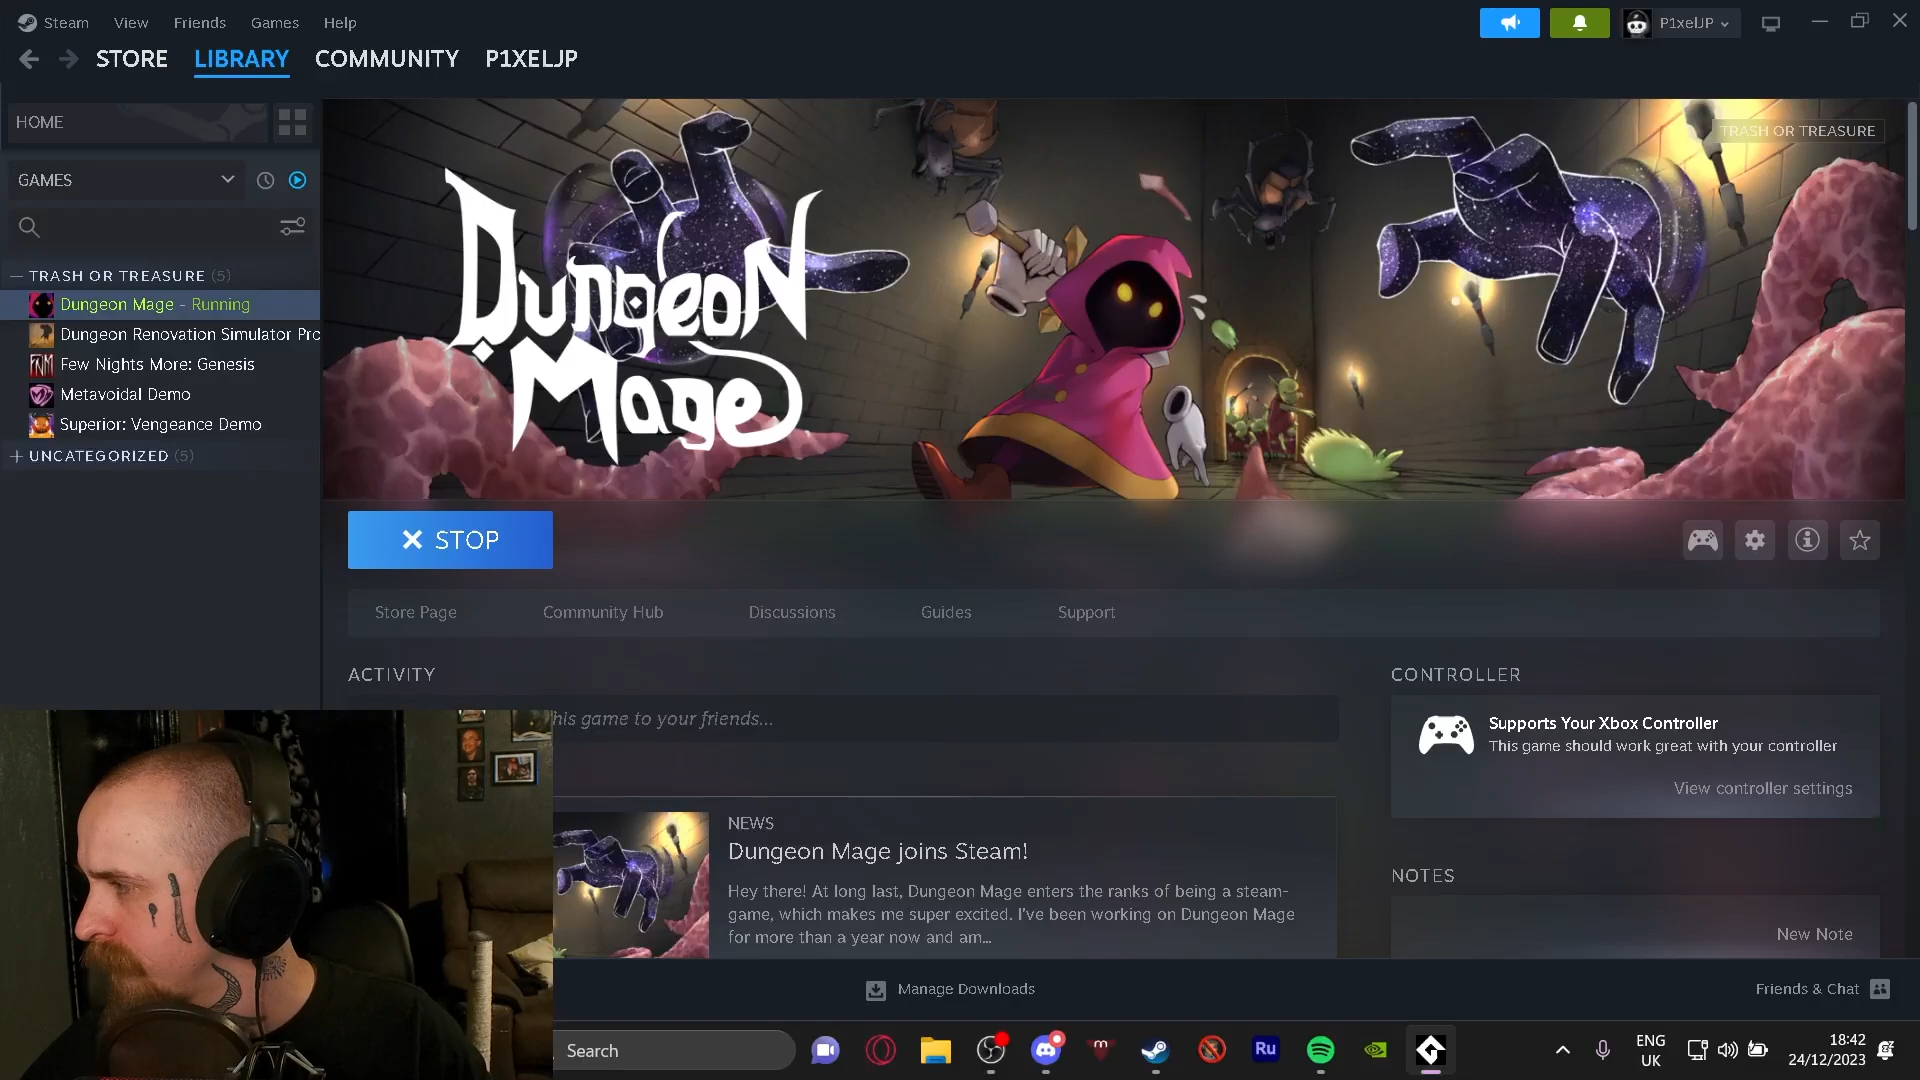 Steam View Friends Games Help P1xelJP
STORE LIBRARY COMMUNITY P1XELJP
HOME
TRASH OR TREASURE
GAMES
— TRASH OR TREASURE (5)
Dungeon Mage - Running
Dungeon Renovation Simulator Pro
Few Nights More: Genesis
FNM
Metavoidal Demo
Superior: Vengeance Demo
+ UNCATEGORIZED (5)
Dungeon
Mage
STOP
Store Page Community Hub Discussions Guides Support
ACTIVITY
his game to your friends...
NEWS
Dungeon Mage joins Steam!
Hey there! At long last, Dungeon Mage enters the ranks of being a steam-
game, which makes me super excited. I've been working on Dungeon Mage
for more than a year now and am...
CONTROLLER
Supports Your Xbox Controller
This game should work great with your controller
View controller settings
NOTES
New Note
Manage Downloads
Friends & Chat
Search
m
Ru
ENG
UK
18:42
24/12/2023